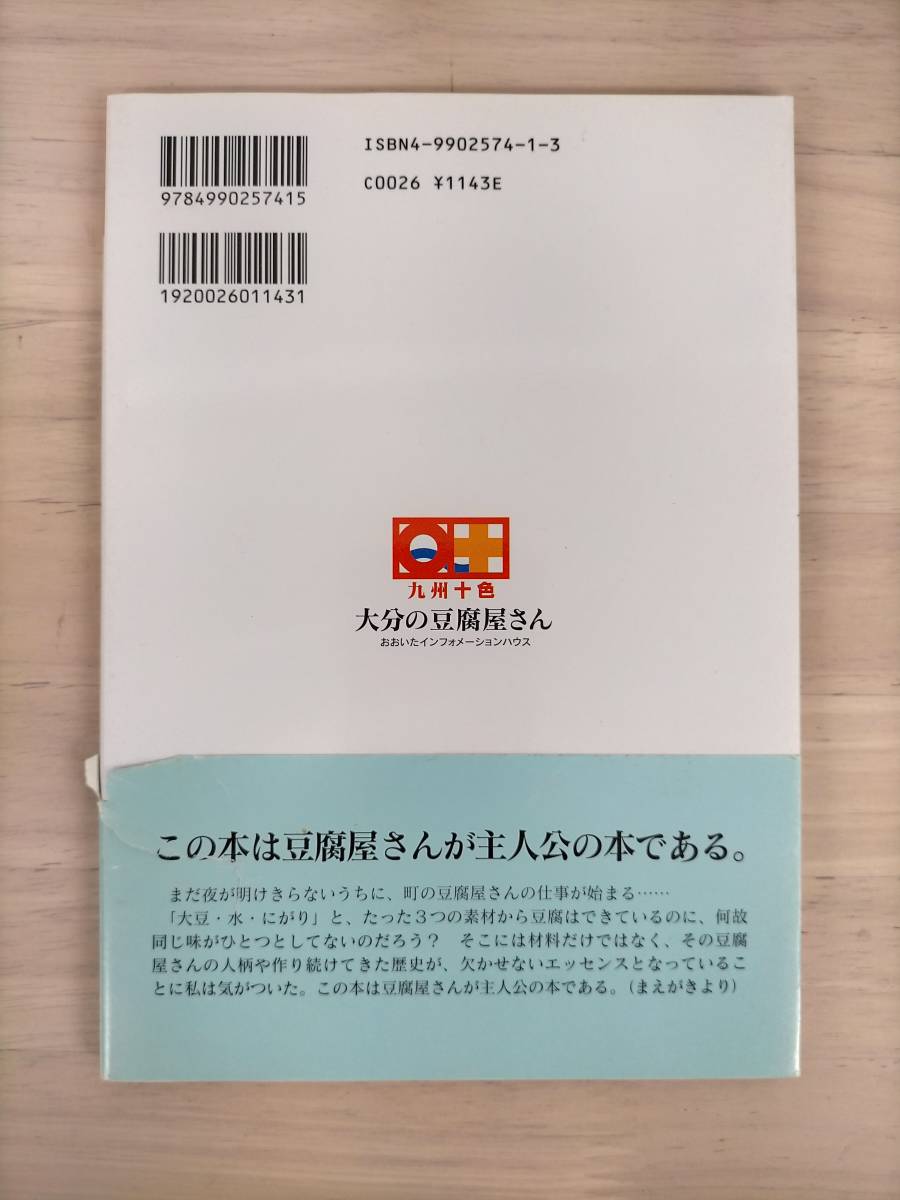 ISBN4-9902574-1-3
9784990257415
C0026 ¥1143E
1920026011431
九州十色
大分の豆腐屋さん
おおいたインフォメーションハウス
この本は豆腐屋さんが主人公の本である。
まだ夜が明けきらないうちに、町の豆腐屋さんの仕事が始まる……
「大豆・水・にがり」と、たった３つの素材から豆腐はできているのに、何故
同じ味がひとつとしてないのだろう？　そこには材料だけではなく、その豆腐
屋さんの人柄や作り続けてきた歴史が、欠かせないエッセンスとなっているこ
とに私は気がついた。この本は豆腐屋さんが主人公の本である。（まえがきより）